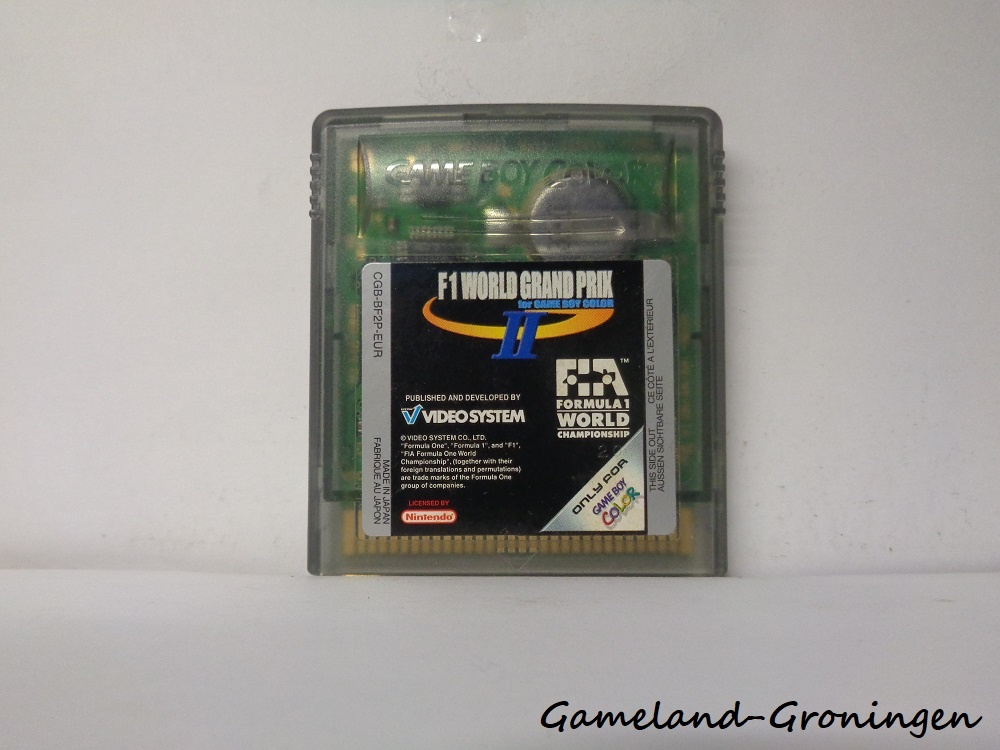 GAME BOY COLOR
CGB-BF2P-EUR
MADE IN JAPAN
FABRIQUÉ AU JAPON
F1 WORLD GRAND PRIX
for GAME BOY COLOR
II
PUBLISHED AND DEVELOPED BY
VIDEO SYSTEM
© VIDEO SYSTEM CO., LTD.
"Formula One", "Formula 1", and "F1",
"FIA Formula One World
Championship", (together with their
foreign translations and permutations)
are trade marks of the Formula One
group of companies.
LICENSED BY
Nintendo
FIA™
FORMULA 1
WORLD
CHAMPIONSHIP
ONLY FOR
GAME BOY
COLOR
THIS SIDE OUT CE CÔTÉ A L'EXTÉRIEUR
AUSSEN SICHTBARE SEITE
Gameland-Groningen